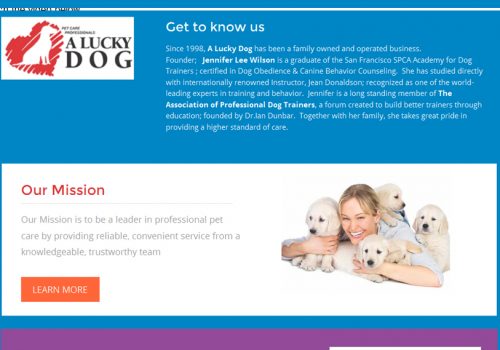 PET CARE
PROFESSIONALS
A LUCKY
DOG
Get to know us
Since 1998, A Lucky Dog has been a family owned and operated business.
Founder; Jennifer Lee Wilson is a graduate of the San Francisco SPCA Academy for Dog
Trainers ; certified in Dog Obedience & Canine Behavior Counseling. She has studied directly
with internationally renowned Instructor, Jean Donaldson; recognized as one of the world-
leading experts in training and behavior. Jennifer is a long standing member of The
Association of Professional Dog Trainers, a forum created to build better trainers through
education; founded by Dr.Ian Dunbar. Together with her family, she takes great pride in
providing a higher standard of care.
Our Mission
Our Mission is to be a leader in professional pet
care by providing reliable, convenient service from a
knowledgeable, trustworthy team
LEARN MORE